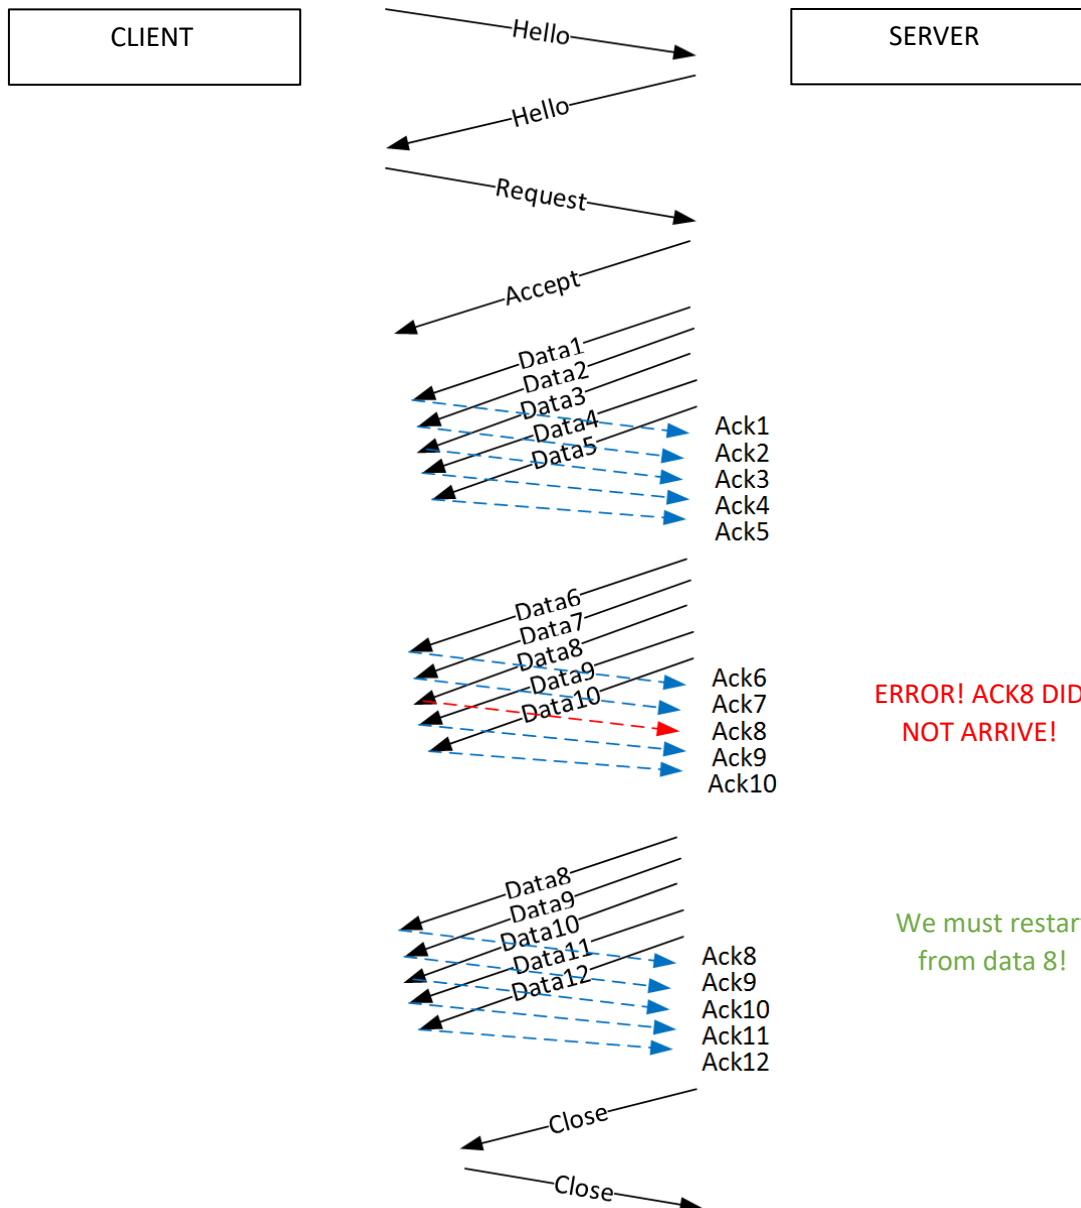 CLIENT
SERVER
Hello
Hello
Request
Accept
Data1
Data2
Data3
Data4
Data5
Ack1
Ack2
Ack3
Ack4
Ack5
Data6
Data7
Data8
Data9
Data10
Ack6
Ack7
Ack8
Ack9
Ack10
ERROR! ACK8 DID
NOT ARRIVE!
Data8
Data9
Data10
Data11
Data12
Ack8
Ack9
Ack10
Ack11
Ack12
We must restart
from data 8!
Close
Close